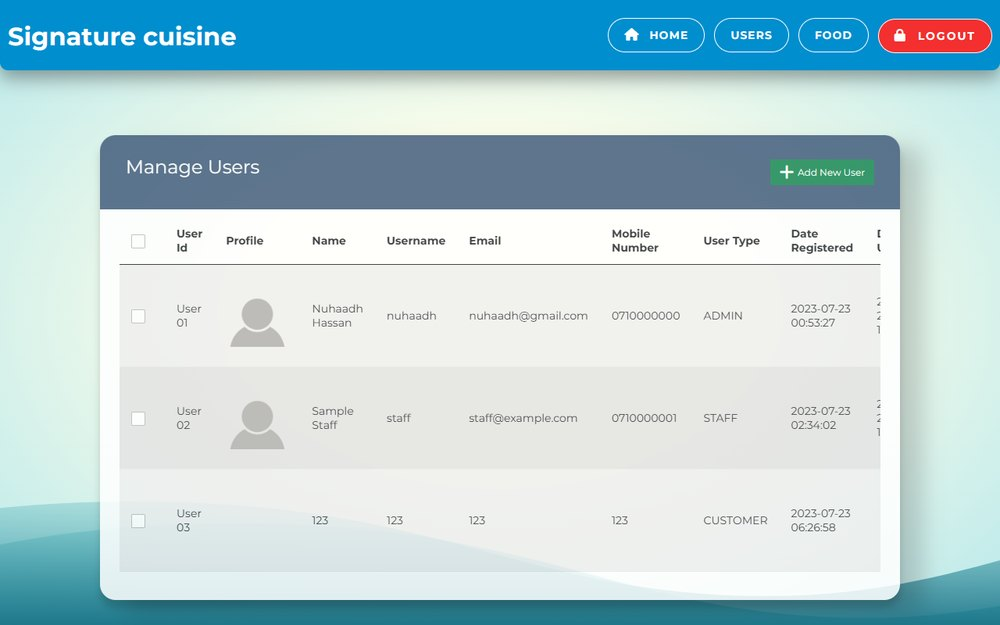 Signature cuisine
HOME
USERS
FOOD
LOGOUT
Manage Users
Add New User
User Id
Profile
Name
Username
Email
Mobile Number
User Type
Date Registered
User 01
Nuhaadh Hassan
nuhaadh
nuhaadh@gmail.com
0710000000
ADMIN
2023-07-23 00:53:27
User 02
Sample Staff
staff
staff@example.com
0710000001
STAFF
2023-07-23 02:34:02
User 03
123
123
123
123
CUSTOMER
2023-07-23 06:26:58